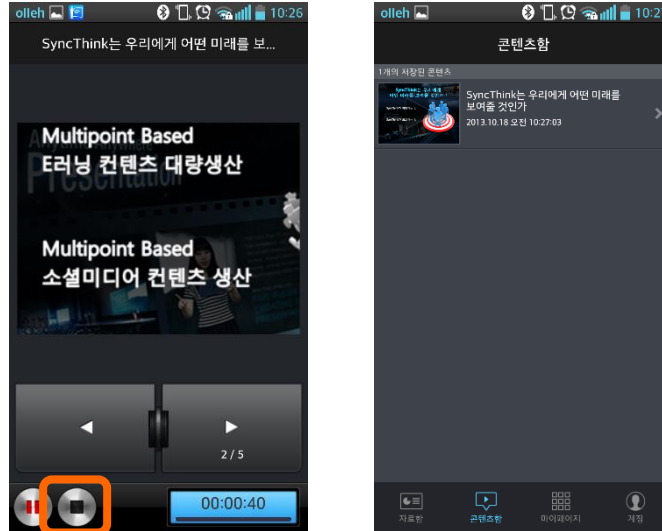 olleh 10:26
SyncThink는 우리에게 어떤 미래를 보...
Multipoint Based
E러닝 컨텐츠 대량생산
Presentation
Multipoint Based
소셜미디어 컨텐츠 생산
2 / 5
00:00:40
olleh 10:27
콘텐츠함
1개의 저장된 콘텐츠
SyncThink는 우리에게 어떤 미래를
보여줄 것인가
2013.10.18 오전 10:27:03
자료함 콘텐츠함 마이페이지 계정